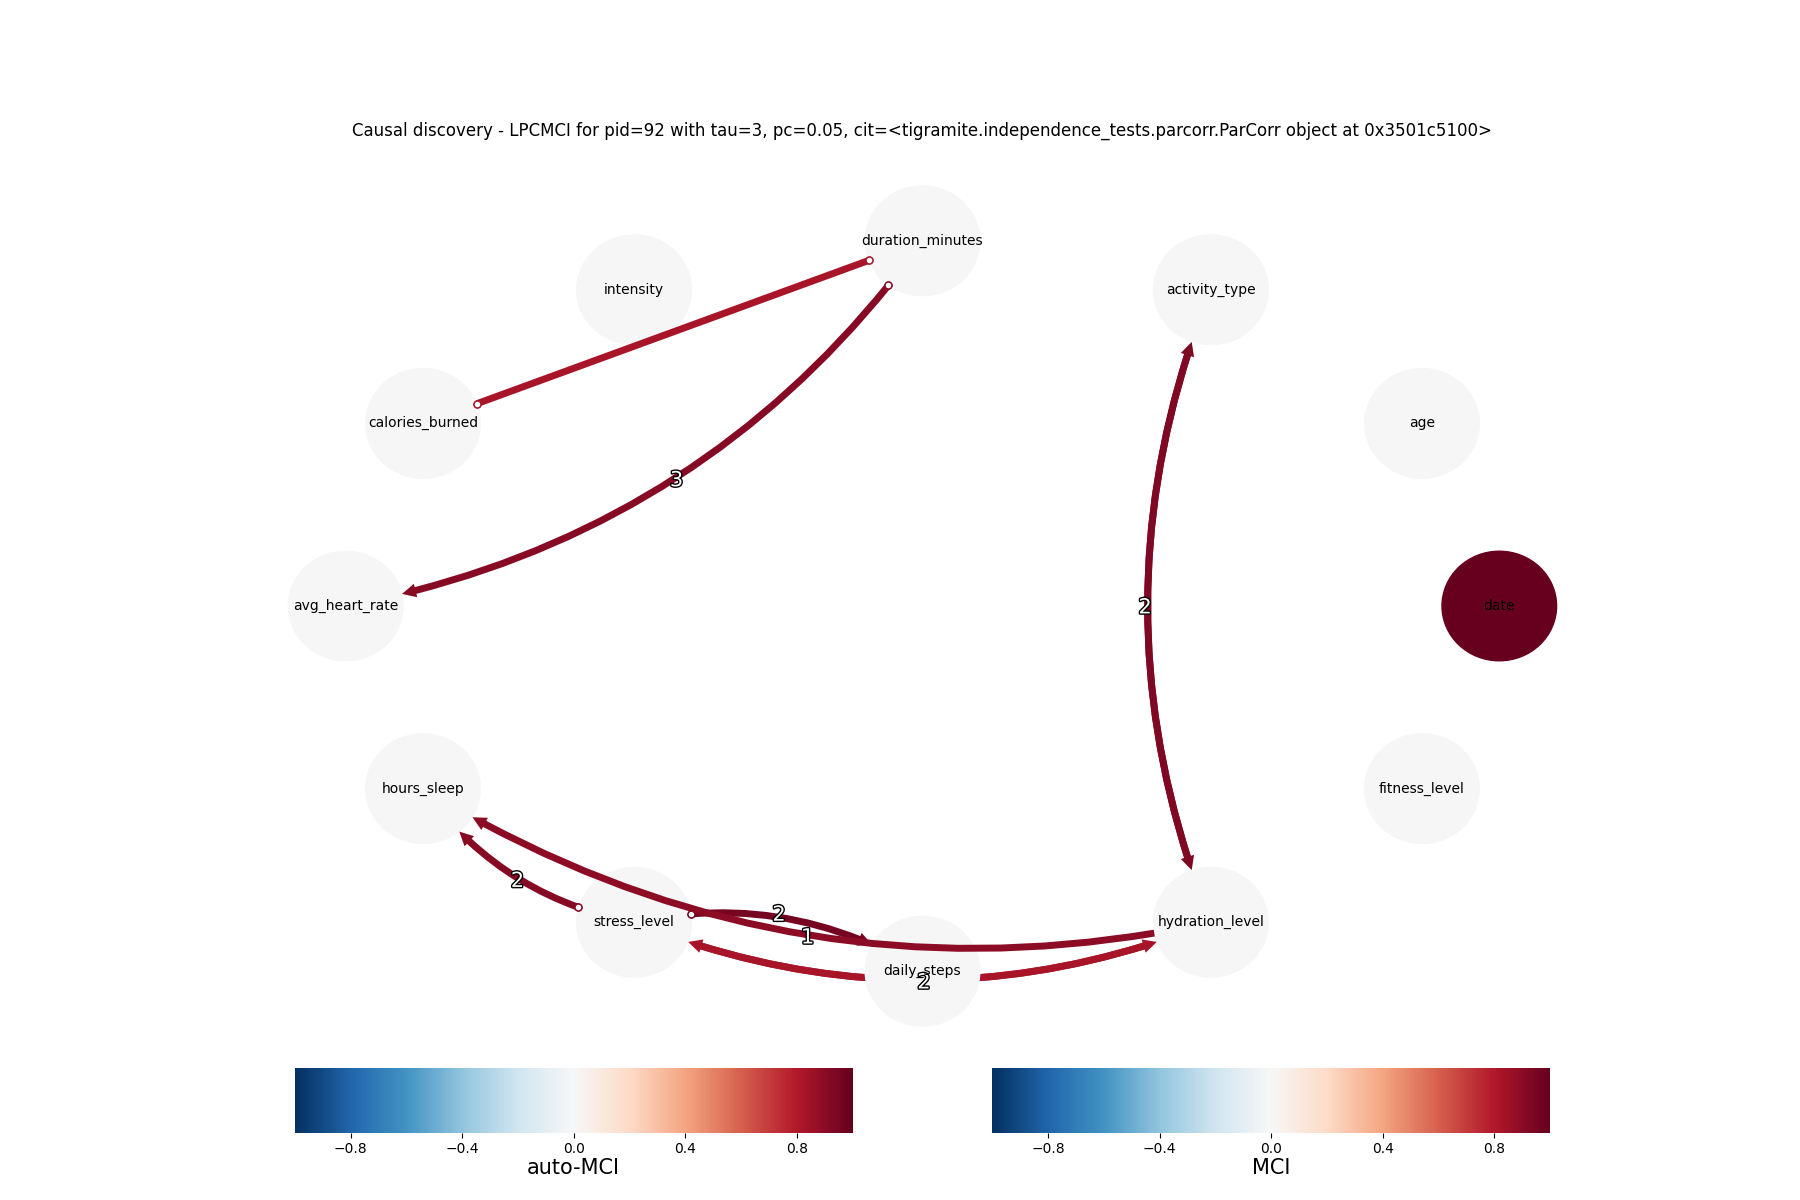 Causal discovery - LPCMCI for pid=92 with tau=3, pc=0.05, cit=<tigramite.independence_tests.parcorr.ParCorr object at 0x3501c5100>
duration_minutes
intensity
activity_type
calories_burned
age
3
avg_heart_rate
2
date
hours_sleep
fitness_level
2
stress_level
2
1
hydration_level
daily_steps
2
−0.8 −0.4 0.0 0.4 0.8
auto-MCI
−0.8 −0.4 0.0 0.4 0.8
MCI